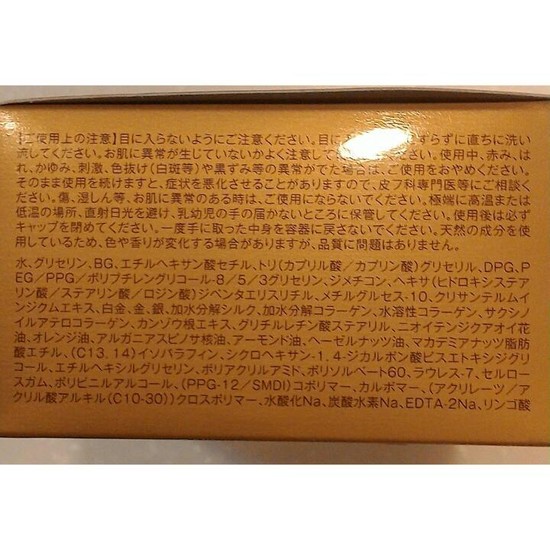 【ご使用上の注意】目に入らないようにご注意ください。目に入った時は、こすらずに直ちに洗い
流してください。お肌に異常が生じていないかよく注意して使用してください。使用中、赤み、は
れ、かゆみ、刺激、色抜け(白斑等)や黒ずみ等の異常がでた場合は、ご使用をおやめください。
そのまま使用を続けますと、症状を悪化させることがありますので、皮フ科専門医等にご相談く
ださい。傷、湿しん等、お肌に異常のある時は、ご使用にならないでください。極端に高温または
低温の場所、直射日光を避け、乳幼児の手の届かないところに保管してください。使用後は必ず
キャップを閉めてください。一度手に取った中身を容器に戻さないでください。天然の成分を使用
しているため、色や香りが変化する場合がありますが、品質に問題はありません。
水、グリセリン、BG、エチルヘキサン酸セチル、トリ(カプリル酸/カプリン酸)グリセリル、DPG、P
EG/PPG/ポリブチレングリコール-8/5/3グリセリン、ジメチコン、ヘキサ(ヒドロキシステア
リン酸/ステアリン酸/ロジン酸)ジペンタエリスリチル、メチルグルセス-10、クリサンテルムイ
ンジクムエキス、白金、金、銀、加水分解シルク、加水分解コラーゲン、水溶性コラーゲン、サクシノ
イルアテロコラーゲン、カンゾウ根エキス、グリチルレチン酸ステアリル、ニオイテンジクアオイ花
油、オレンジ油、アルガニアスピノサ核油、アーモンド油、ヘーゼルナッツ油、マカデミアナッツ脂肪
酸エチル、(C13, 14)イソパラフィン、シクロヘキサン-1, 4-ジカルボン酸ビスエトキシジグリ
コール、エチルヘキシルグリセリン、ポリアクリルアミド、ポリソルベート60、ラウレス-7、セルロー
スガム、ポリビニルアルコール、(PPG-12/SMDI)コポリマー、カルボマー、(アクリレーツ/ア
クリル酸アルキル(C10-30))クロスポリマー、水酸化Na、炭酸水素Na、EDTA-2Na、リンゴ酸